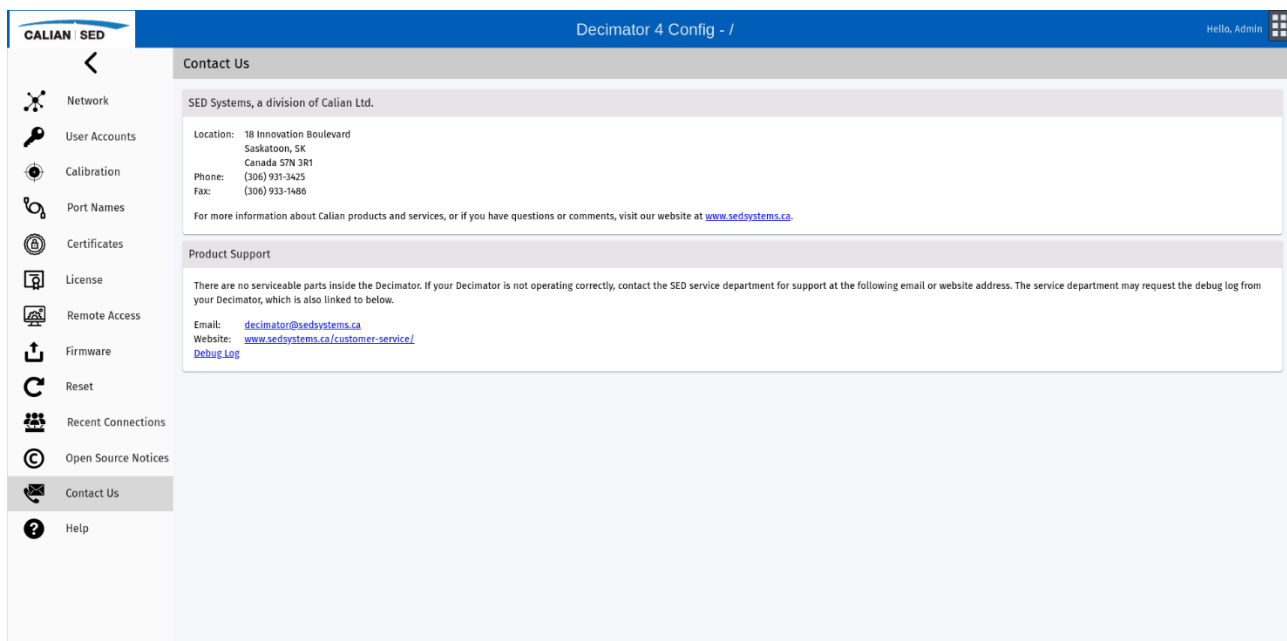 CALIAN SED
Decimator 4 Config - /
Hello, Admin
Contact Us
Network
User Accounts
Calibration
Port Names
Certificates
License
Remote Access
Firmware
Reset
Recent Connections
Open Source Notices
Contact Us
Help
SED Systems, a division of Calian Ltd.
Location: 18 Innovation Boulevard
Saskatoon, SK
Canada S7N 3R1
Phone: (306) 931-3425
Fax: (306) 933-1486
For more information about Calian products and services, or if you have questions or comments, visit our website at www.sedsystems.ca.
Product Support
There are no serviceable parts inside the Decimator. If your Decimator is not operating correctly, contact the SED service department for support at the following email or website address. The service department may request the debug log from
your Decimator, which is also linked to below.
Email: decimator@sedsystems.ca
Website: www.sedsystems.ca/customer-service/
Debug Log